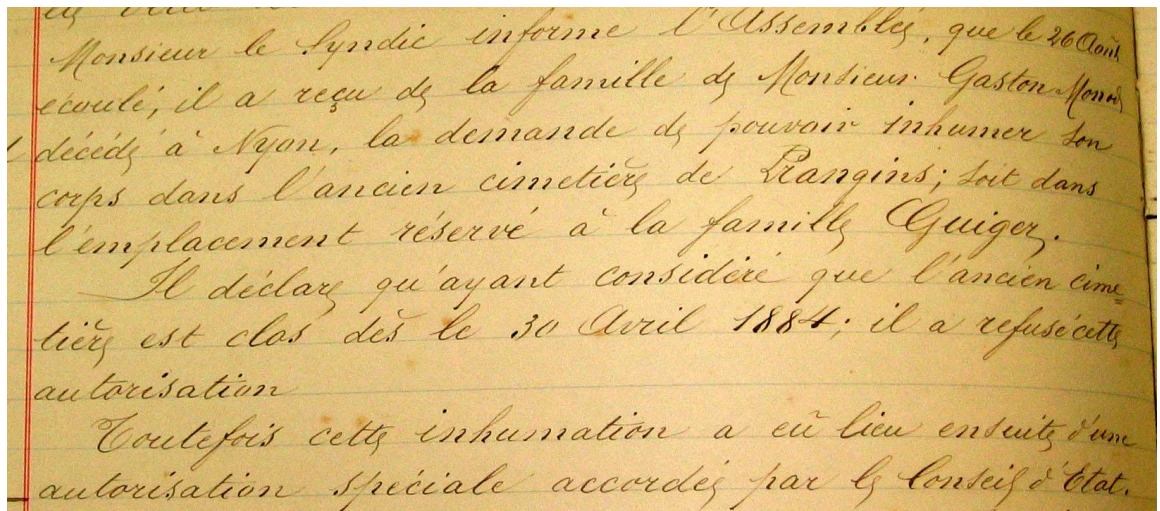 Monsieur le Syndic informe l'Assemblée, que le 26 Août
écoulé, il a reçu de la famille de Monsieur Gaston Monod
décédé à Nyon, la demande de pouvoir inhumer son
corps dans l'ancien cimetière de Prangins; soit dans
l'emplacement réservé à la famille Guiger.
Il déclare qu'ayant considéré que l'ancien cime=
tière est clos dès le 30 Avril 1884; il a refusé cette
autorisation
Toutefois cette inhumation a eû lieu ensuite d'une
autorisation spéciale accordée par le Conseil d'Etat.